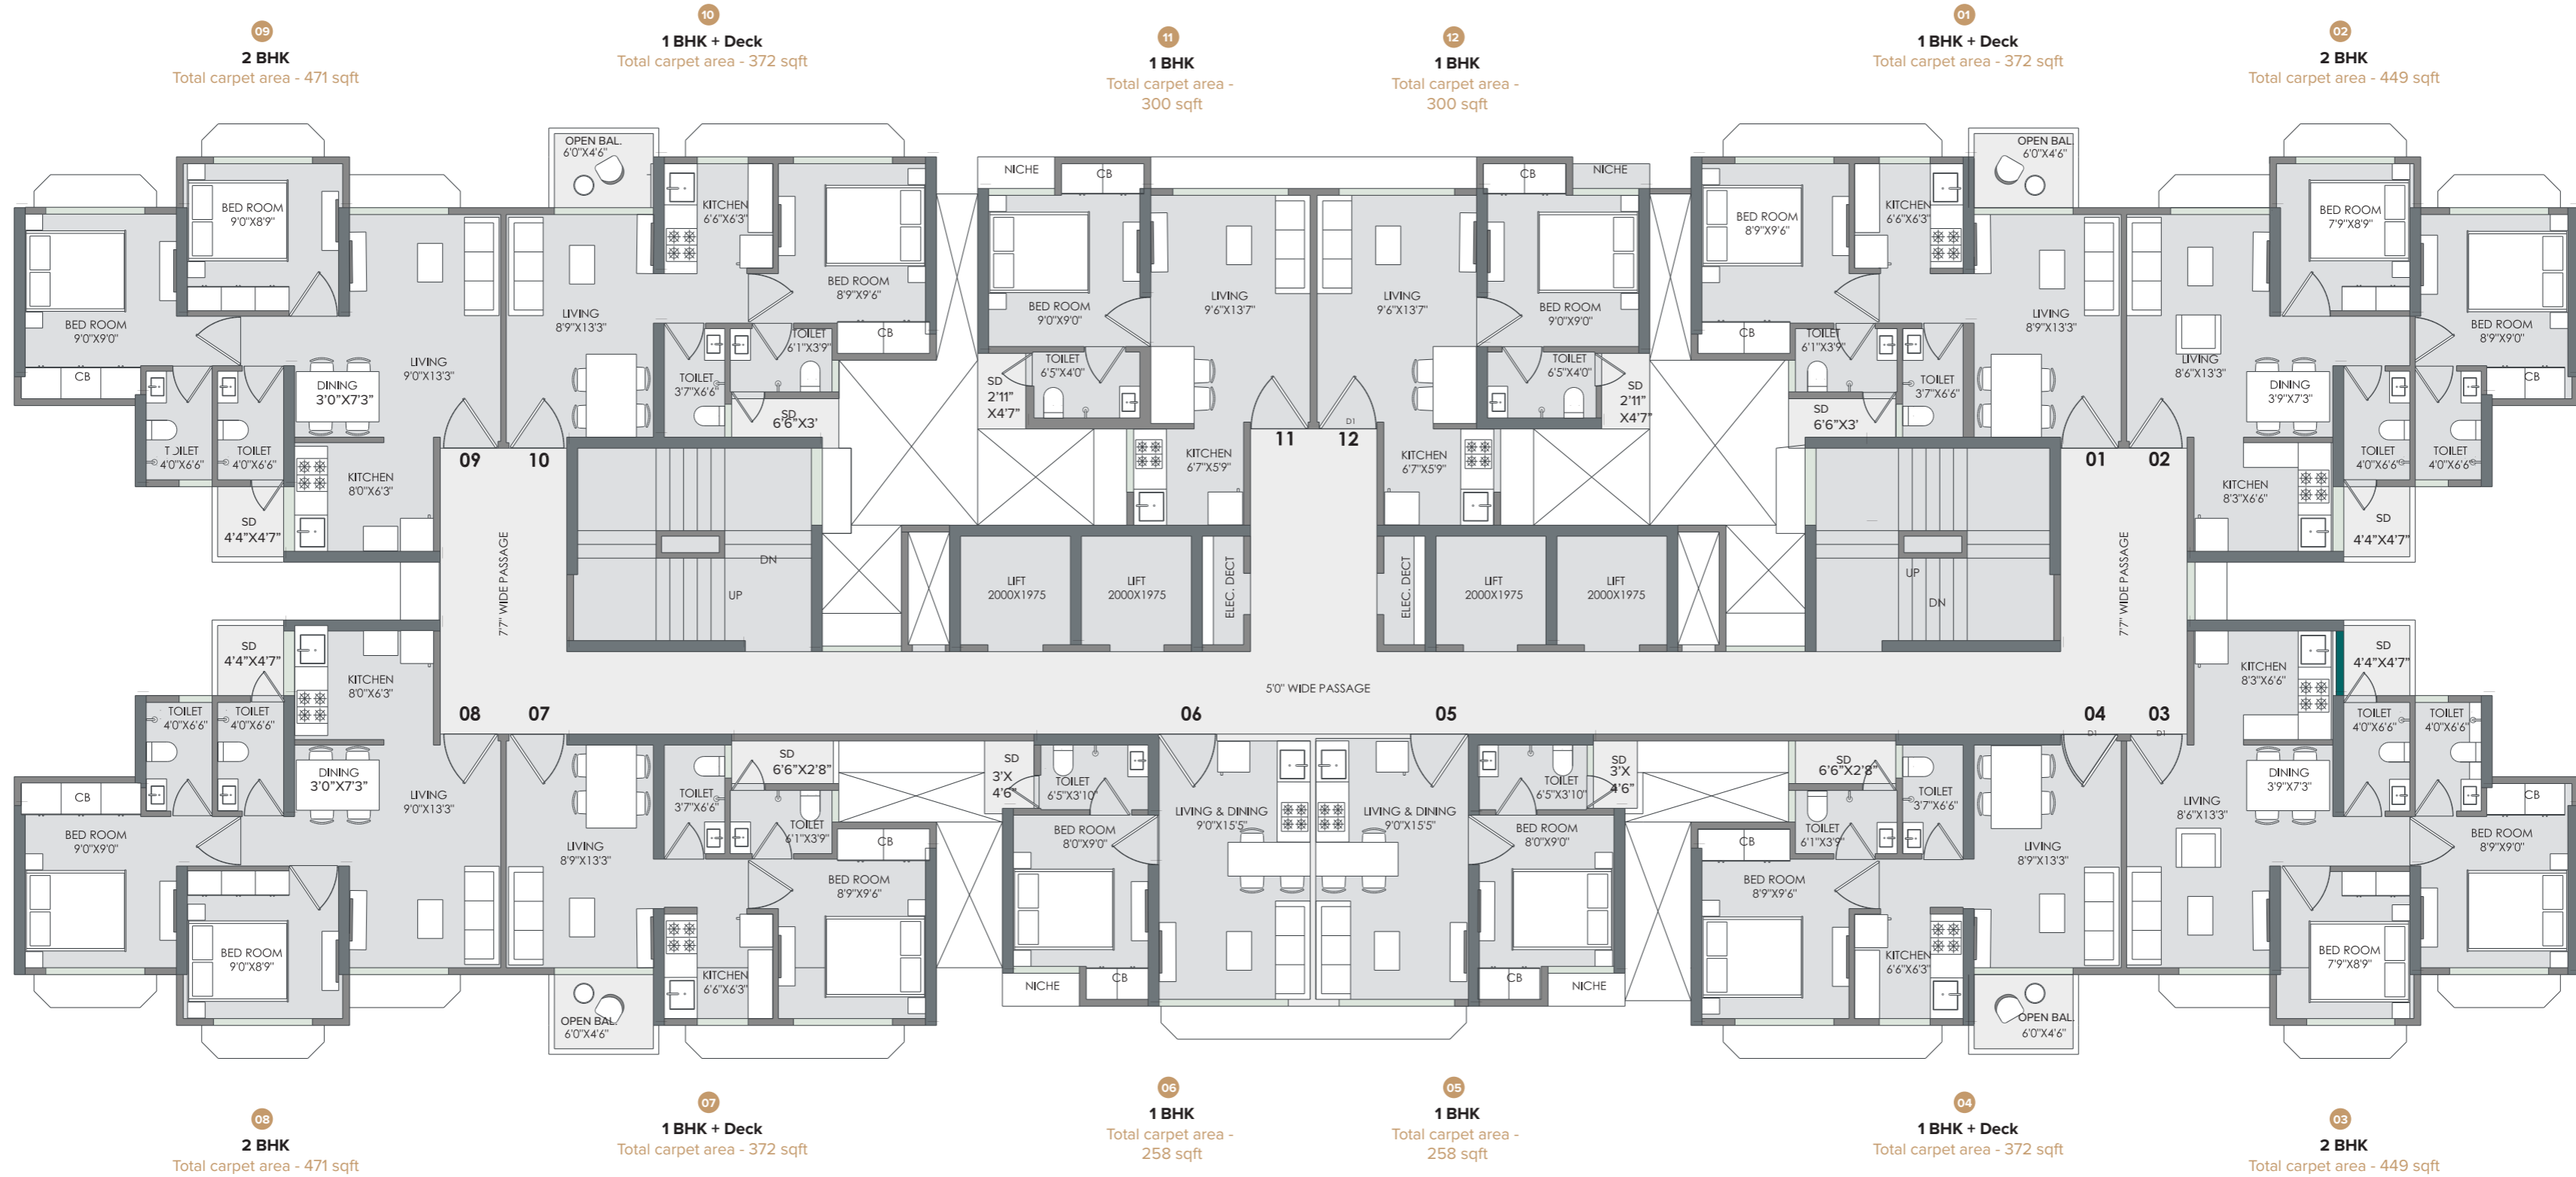 09
2 BHK
Total carpet area - 471 sqft
10
1 BHK + Deck
Total carpet area - 372 sqft
11
1 BHK
Total carpet area -
300 sqft
12
1 BHK
Total carpet area -
300 sqft
01
1 BHK + Deck
Total carpet area - 372 sqft
02
2 BHK
Total carpet area - 449 sqft
BED ROOM
9'0"X8'9"
BED ROOM
9'0"X9'0"
CB
LIVING
9'0"X13'3"
DINING
3'0"X7'3"
TOILET
4'0"X6'6"
TOILET
4'0"X6'6"
KITCHEN
8'0"X6'3"
SD
4'4"X4'7"
09
OPEN BAL.
6'0"X4'6"
KITCHEN
6'6"X6'3"
BED ROOM
8'9"X9'6"
LIVING
8'9"X13'3"
CB
TOILET
6'1"X3'9"
TOILET
3'7"X6'6"
SD
6'6"X3'
10
NICHE
CB
BED ROOM
9'0"X9'0"
LIVING
9'6"X13'7"
TOILET
6'5"X4'0"
SD
2'11"
X4'7"
KITCHEN
6'7"X5'9"
11
CB
NICHE
LIVING
9'6"X13'7"
BED ROOM
9'0"X9'0"
TOILET
6'5"X4'0"
SD
2'11"
X4'7"
D1
KITCHEN
6'7"X5'9"
12
BED ROOM
8'9"X9'6"
KITCHEN
6'6"X6'3"
OPEN BAL.
6'0"X4'6"
LIVING
8'9"X13'3"
CB
TOILET
6'1"X3'9"
TOILET
3'7"X6'6"
SD
6'6"X3'
01
BED ROOM
7'9"X8'9"
BED ROOM
8'9"X9'0"
CB
LIVING
8'6"X13'3"
DINING
3'9"X7'3"
TOILET
4'0"X6'6"
TOILET
4'0"X6'6"
KITCHEN
8'3"X6'6"
SD
4'4"X4'7"
02
7'7" WIDE PASSAGE
DN
UP
LIFT
2000X1975
LIFT
2000X1975
ELEC. DECT
ELEC. DECT
LIFT
2000X1975
LIFT
2000X1975
UP
DN
7'7" WIDE PASSAGE
5'0" WIDE PASSAGE
08
SD
4'4"X4'7"
KITCHEN
8'0"X6'3"
TOILET
4'0"X6'6"
TOILET
4'0"X6'6"
DINING
3'0"X7'3"
LIVING
9'0"X13'3"
CB
BED ROOM
9'0"X9'0"
BED ROOM
9'0"X8'9"
07
SD
6'6"X2'8"
TOILET
3'7"X6'6"
TOILET
6'1"X3'9"
CB
LIVING
8'9"X13'3"
BED ROOM
8'9"X9'6"
KITCHEN
6'6"X6'3"
OPEN BAL.
6'0"X4'6"
06
SD
3'X
4'6"
TOILET
6'5"X3'10"
LIVING & DINING
9'0"X15'5"
BED ROOM
8'0"X9'0"
CB
NICHE
05
TOILET
6'5"X3'10"
SD
3'X
4'6"
LIVING & DINING
9'0"X15'5"
BED ROOM
8'0"X9'0"
CB
NICHE
04
D1
SD
6'6"X2'8"
TOILET
3'7"X6'6"
TOILET
6'1"X3'9"
CB
LIVING
8'9"X13'3"
BED ROOM
8'9"X9'6"
KITCHEN
6'6"X6'3"
OPEN BAL.
6'0"X4'6"
03
D1
KITCHEN
8'3"X6'6"
SD
4'4"X4'7"
TOILET
4'0"X6'6"
TOILET
4'0"X6'6"
DINING
3'9"X7'3"
LIVING
8'6"X13'3"
CB
BED ROOM
8'9"X9'0"
BED ROOM
7'9"X8'9"
08
2 BHK
Total carpet area - 471 sqft
07
1 BHK + Deck
Total carpet area - 372 sqft
06
1 BHK
Total carpet area -
258 sqft
05
1 BHK
Total carpet area -
258 sqft
04
1 BHK + Deck
Total carpet area - 372 sqft
03
2 BHK
Total carpet area - 449 sqft